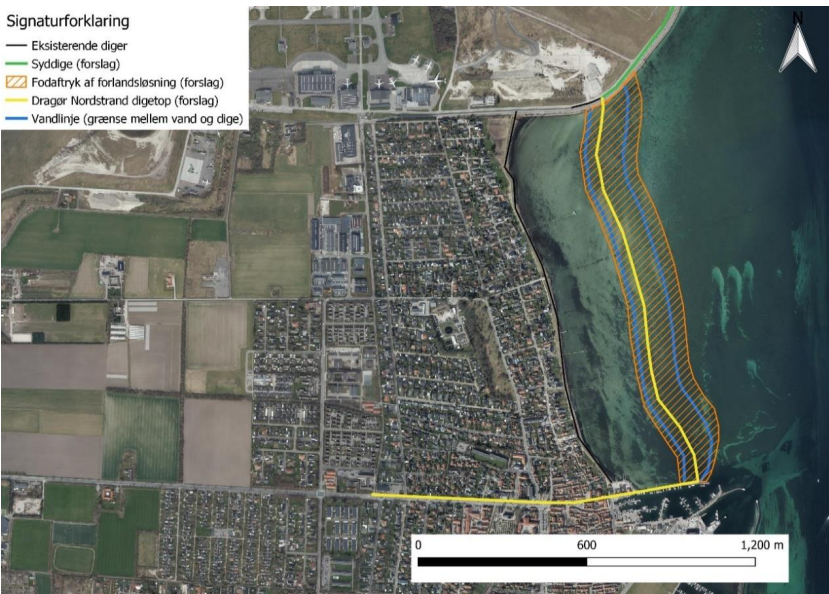 Signaturforklaring
Eksisterende diger
Syddige (forslag)
Fodaftryk af forlandsløsning (forslag)
Dragør Nordstrand digetop (forslag)
Vandlinje (grænse mellem vand og dige)
N
0 600 1,200 m